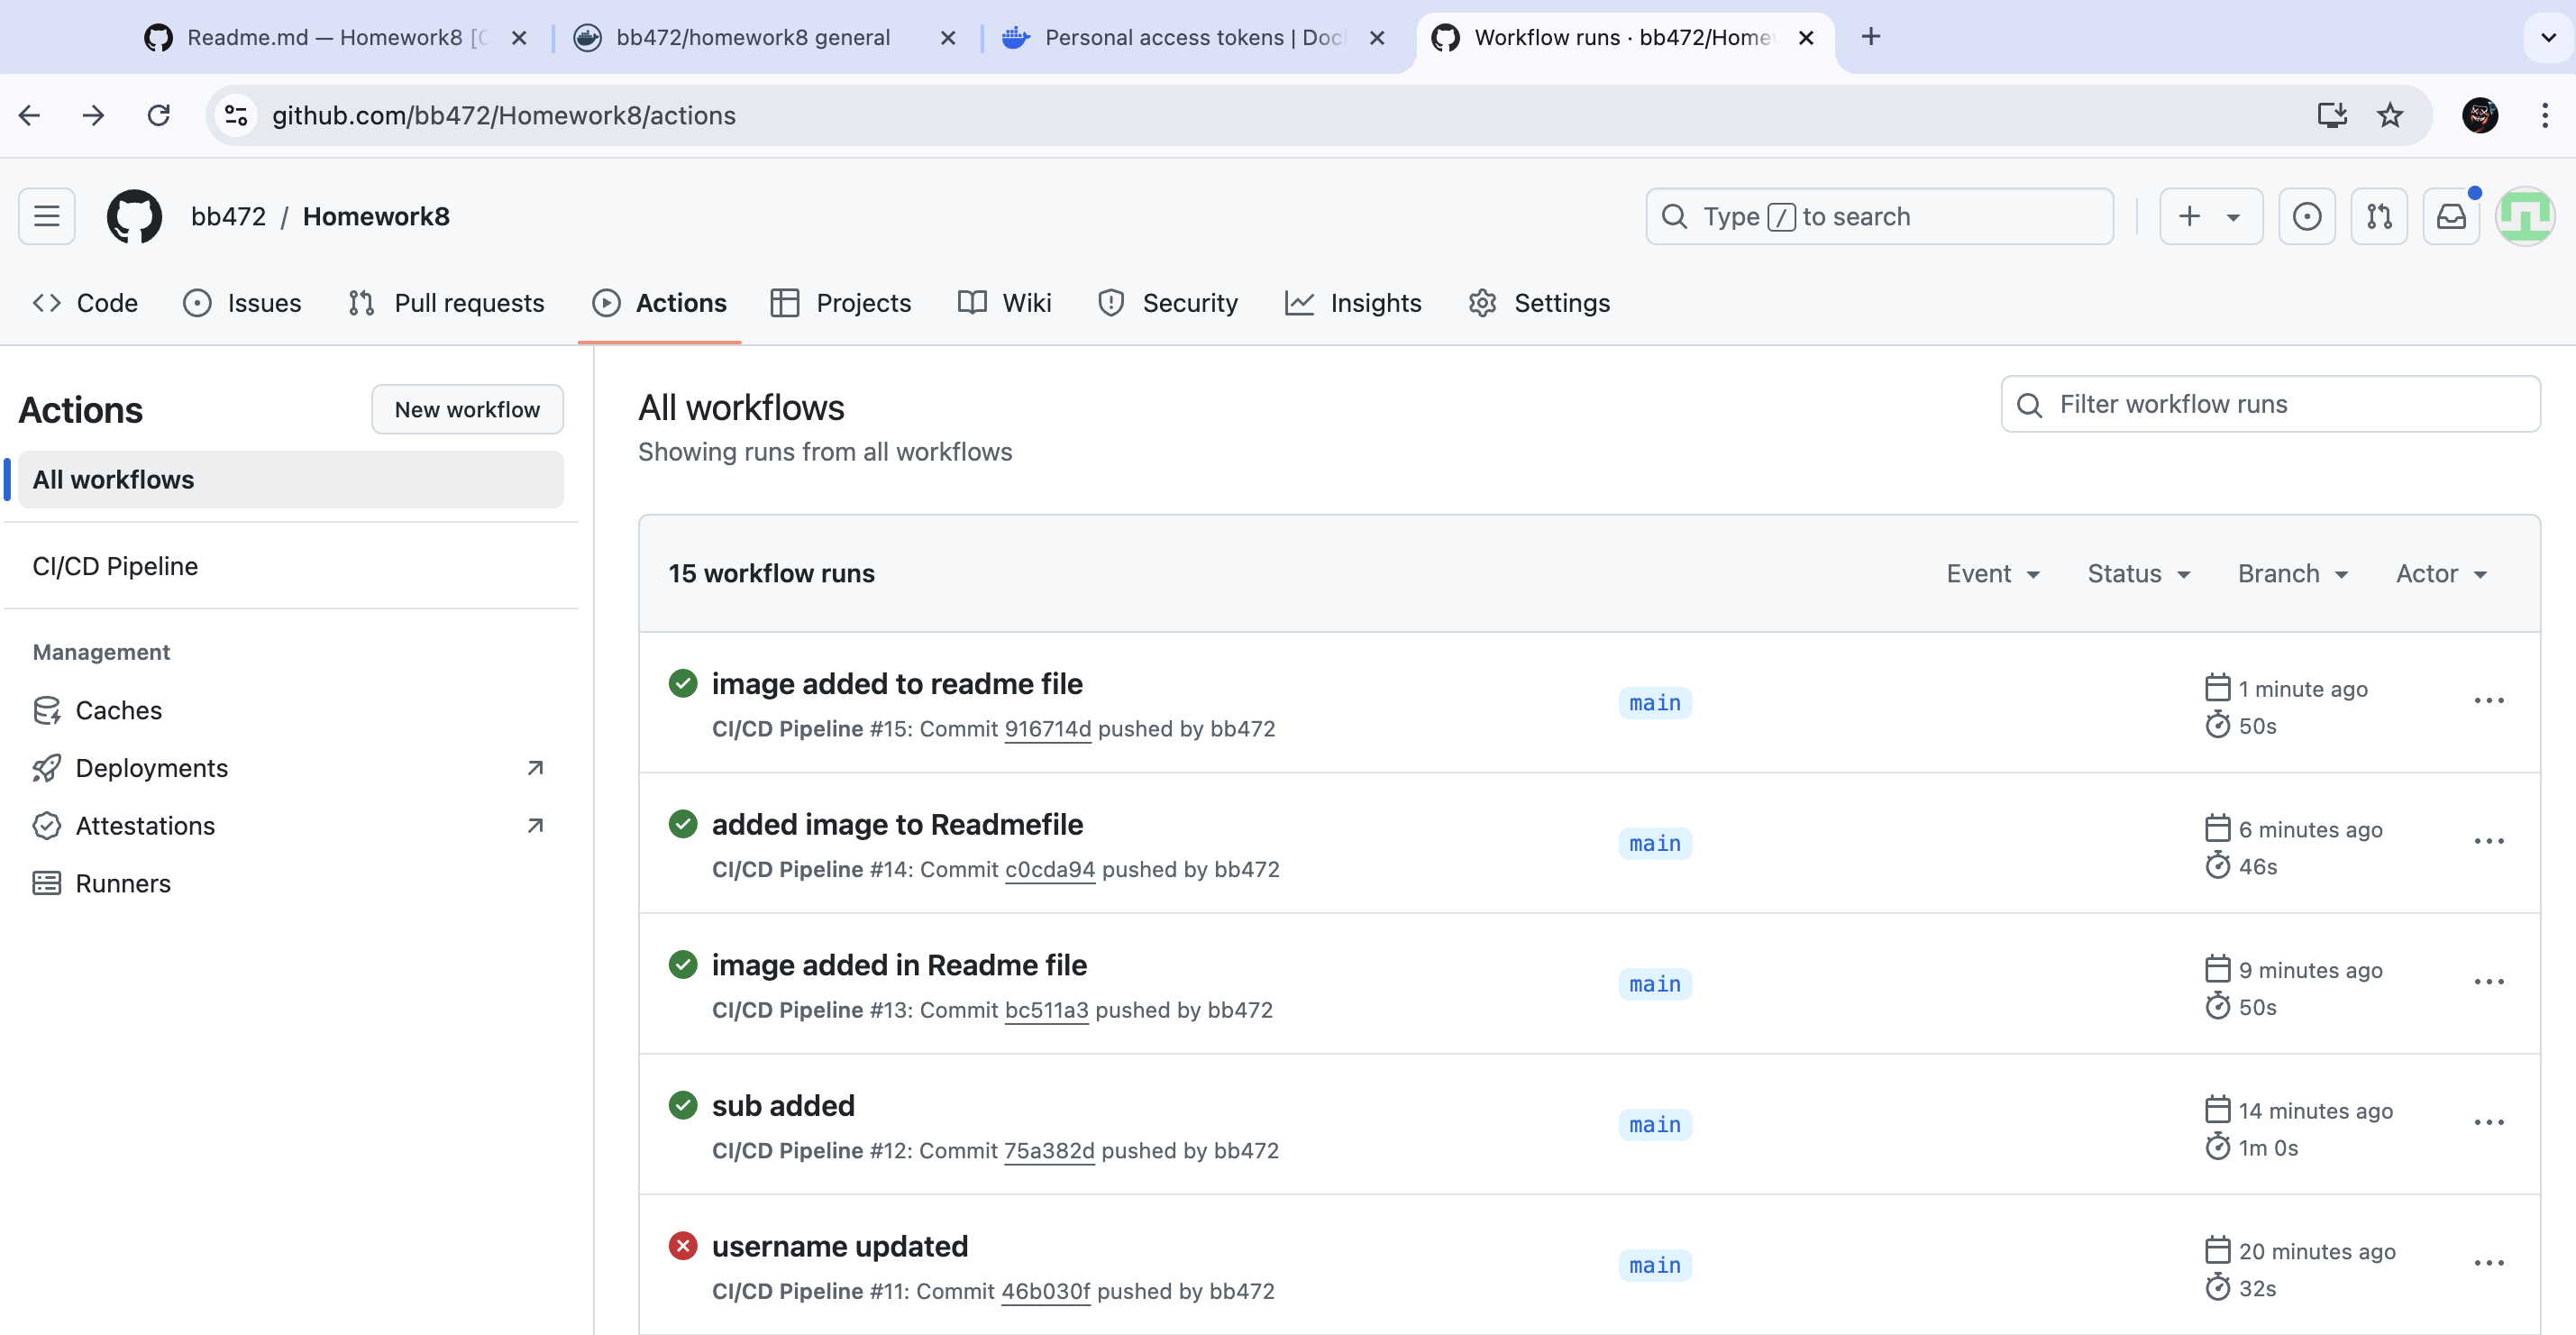 Readme.md — Homework8 [C
bb472/homework8 general
Personal access tokens | Doc
Workflow runs · bb472/Home
github.com/bb472/Homework8/actions
bb472 / Homework8
Type / to search
Code
Issues
Pull requests
Actions
Projects
Wiki
Security
Insights
Settings
Actions
New workflow
All workflows
CI/CD Pipeline
Management
Caches
Deployments
Attestations
Runners
All workflows
Showing runs from all workflows
Filter workflow runs
15 workflow runs
Event
Status
Branch
Actor
image added to readme file
CI/CD Pipeline #15: Commit 916714d pushed by bb472
main
1 minute ago
50s
added image to Readmefile
CI/CD Pipeline #14: Commit c0cda94 pushed by bb472
main
6 minutes ago
46s
image added in Readme file
CI/CD Pipeline #13: Commit bc511a3 pushed by bb472
main
9 minutes ago
50s
sub added
CI/CD Pipeline #12: Commit 75a382d pushed by bb472
main
14 minutes ago
1m 0s
username updated
CI/CD Pipeline #11: Commit 46b030f pushed by bb472
main
20 minutes ago
32s